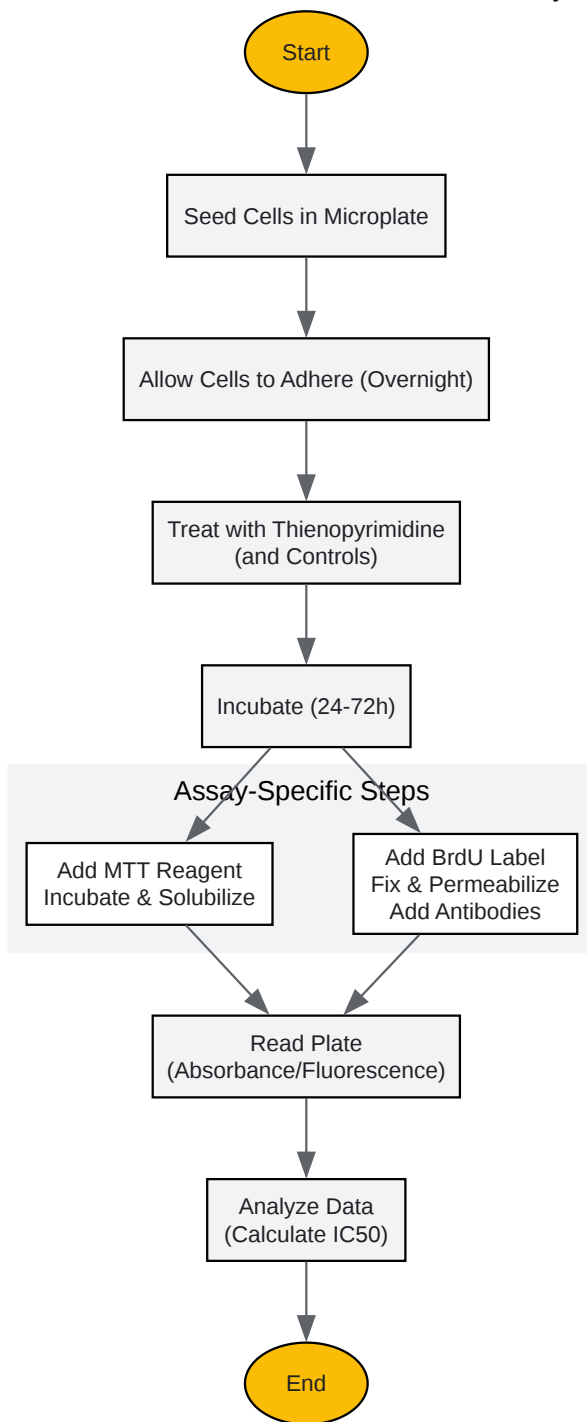 Start
Seed Cells in Microplate
Allow Cells to Adhere (Overnight)
Treat with Thienopyrimidine
(and Controls)
Incubate (24-72h)
Assay-Specific Steps
Add MTT Reagent
Incubate & Solubilize
Add BrdU Label
Fix & Permeabilize
Add Antibodies
Read Plate
(Absorbance/Fluorescence)
Analyze Data
(Calculate IC50)
End